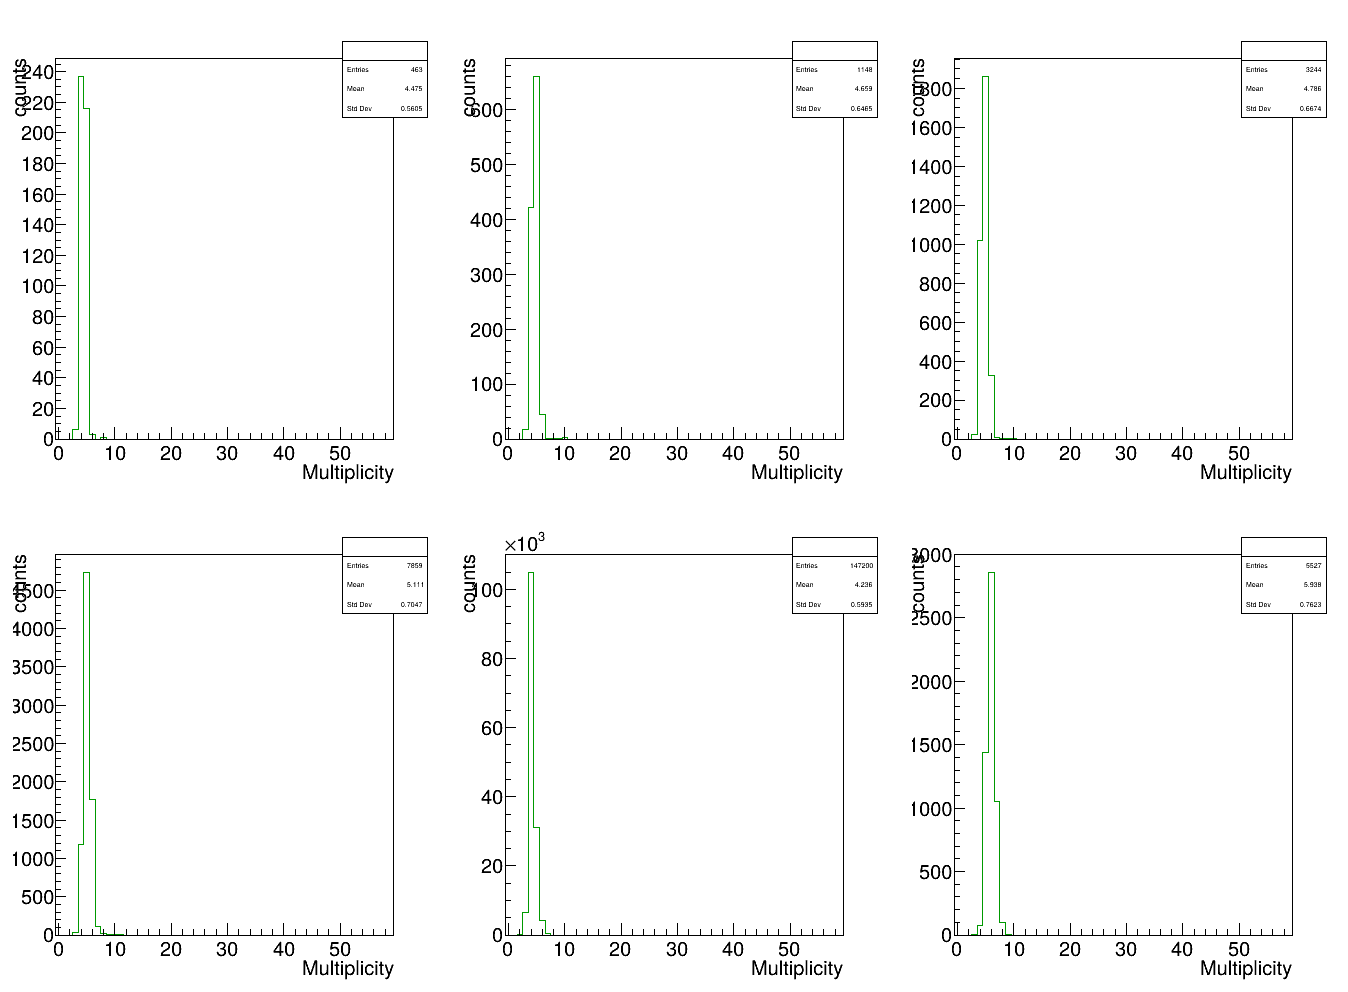 counts
240
220
200
180
160
140
120
100
80
60
40
20
0
0 10 20 30 40 50
Multiplicity
Entries 463
Mean 4.475
Std Dev 0.5605
counts
600
500
400
300
200
100
0
0 10 20 30 40 50
Multiplicity
Entries 1148
Mean 4.659
Std Dev 0.6465
counts
1800
1600
1400
1200
1000
800
600
400
200
0
0 10 20 30 40 50
Multiplicity
Entries 3244
Mean 4.786
Std Dev 0.6674
counts
4500
4000
3500
3000
2500
2000
1500
1000
500
0
0 10 20 30 40 50
Multiplicity
Entries 7859
Mean 5.111
Std Dev 0.7047
×10³
counts
100
80
60
40
20
0
0 10 20 30 40 50
Multiplicity
Entries 147200
Mean 4.236
Std Dev 0.5935
counts
3000
2500
2000
1500
1000
500
0
0 10 20 30 40 50
Multiplicity
Entries 5527
Mean 5.939
Std Dev 0.7623